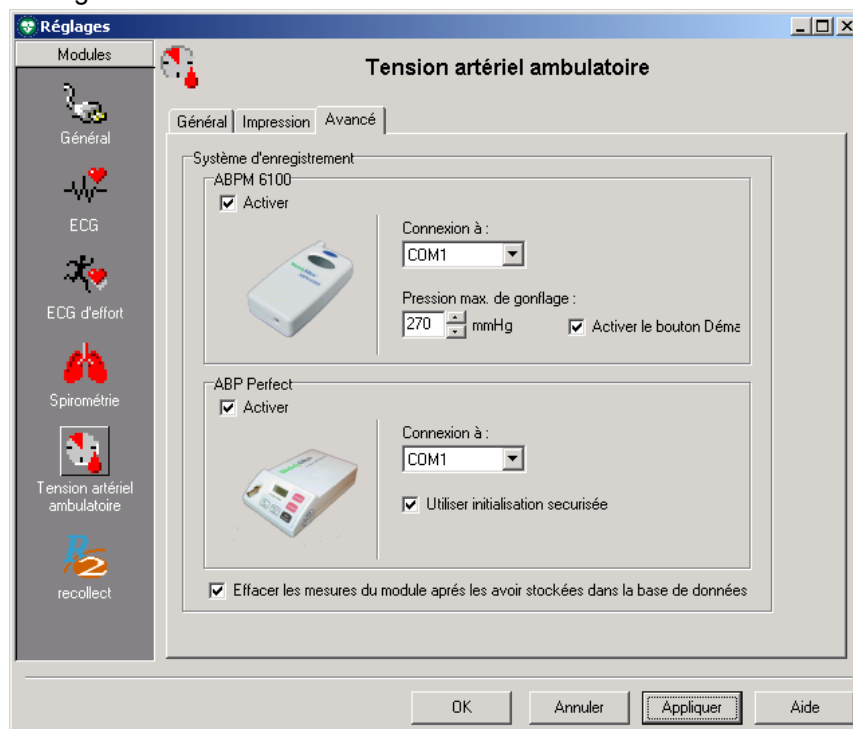 Réglages
Modules
Général
ECG
ECG d'effort
Spirométrie
Tension artériel
ambulatoire
recollect
Tension artériel ambulatoire
Général
Impression
Avancé
Système d'enregistrement
ABPM 6100
Activer
Connexion à :
COM1
Pression max. de gonflage :
270 mmHg
Activer le bouton Déma
ABP Perfect
Activer
Connexion à :
COM1
Utiliser initialisation securisée
Effacer les mesures du module aprés les avoir stockées dans la base de données
OK
Annuler
Appliquer
Aide